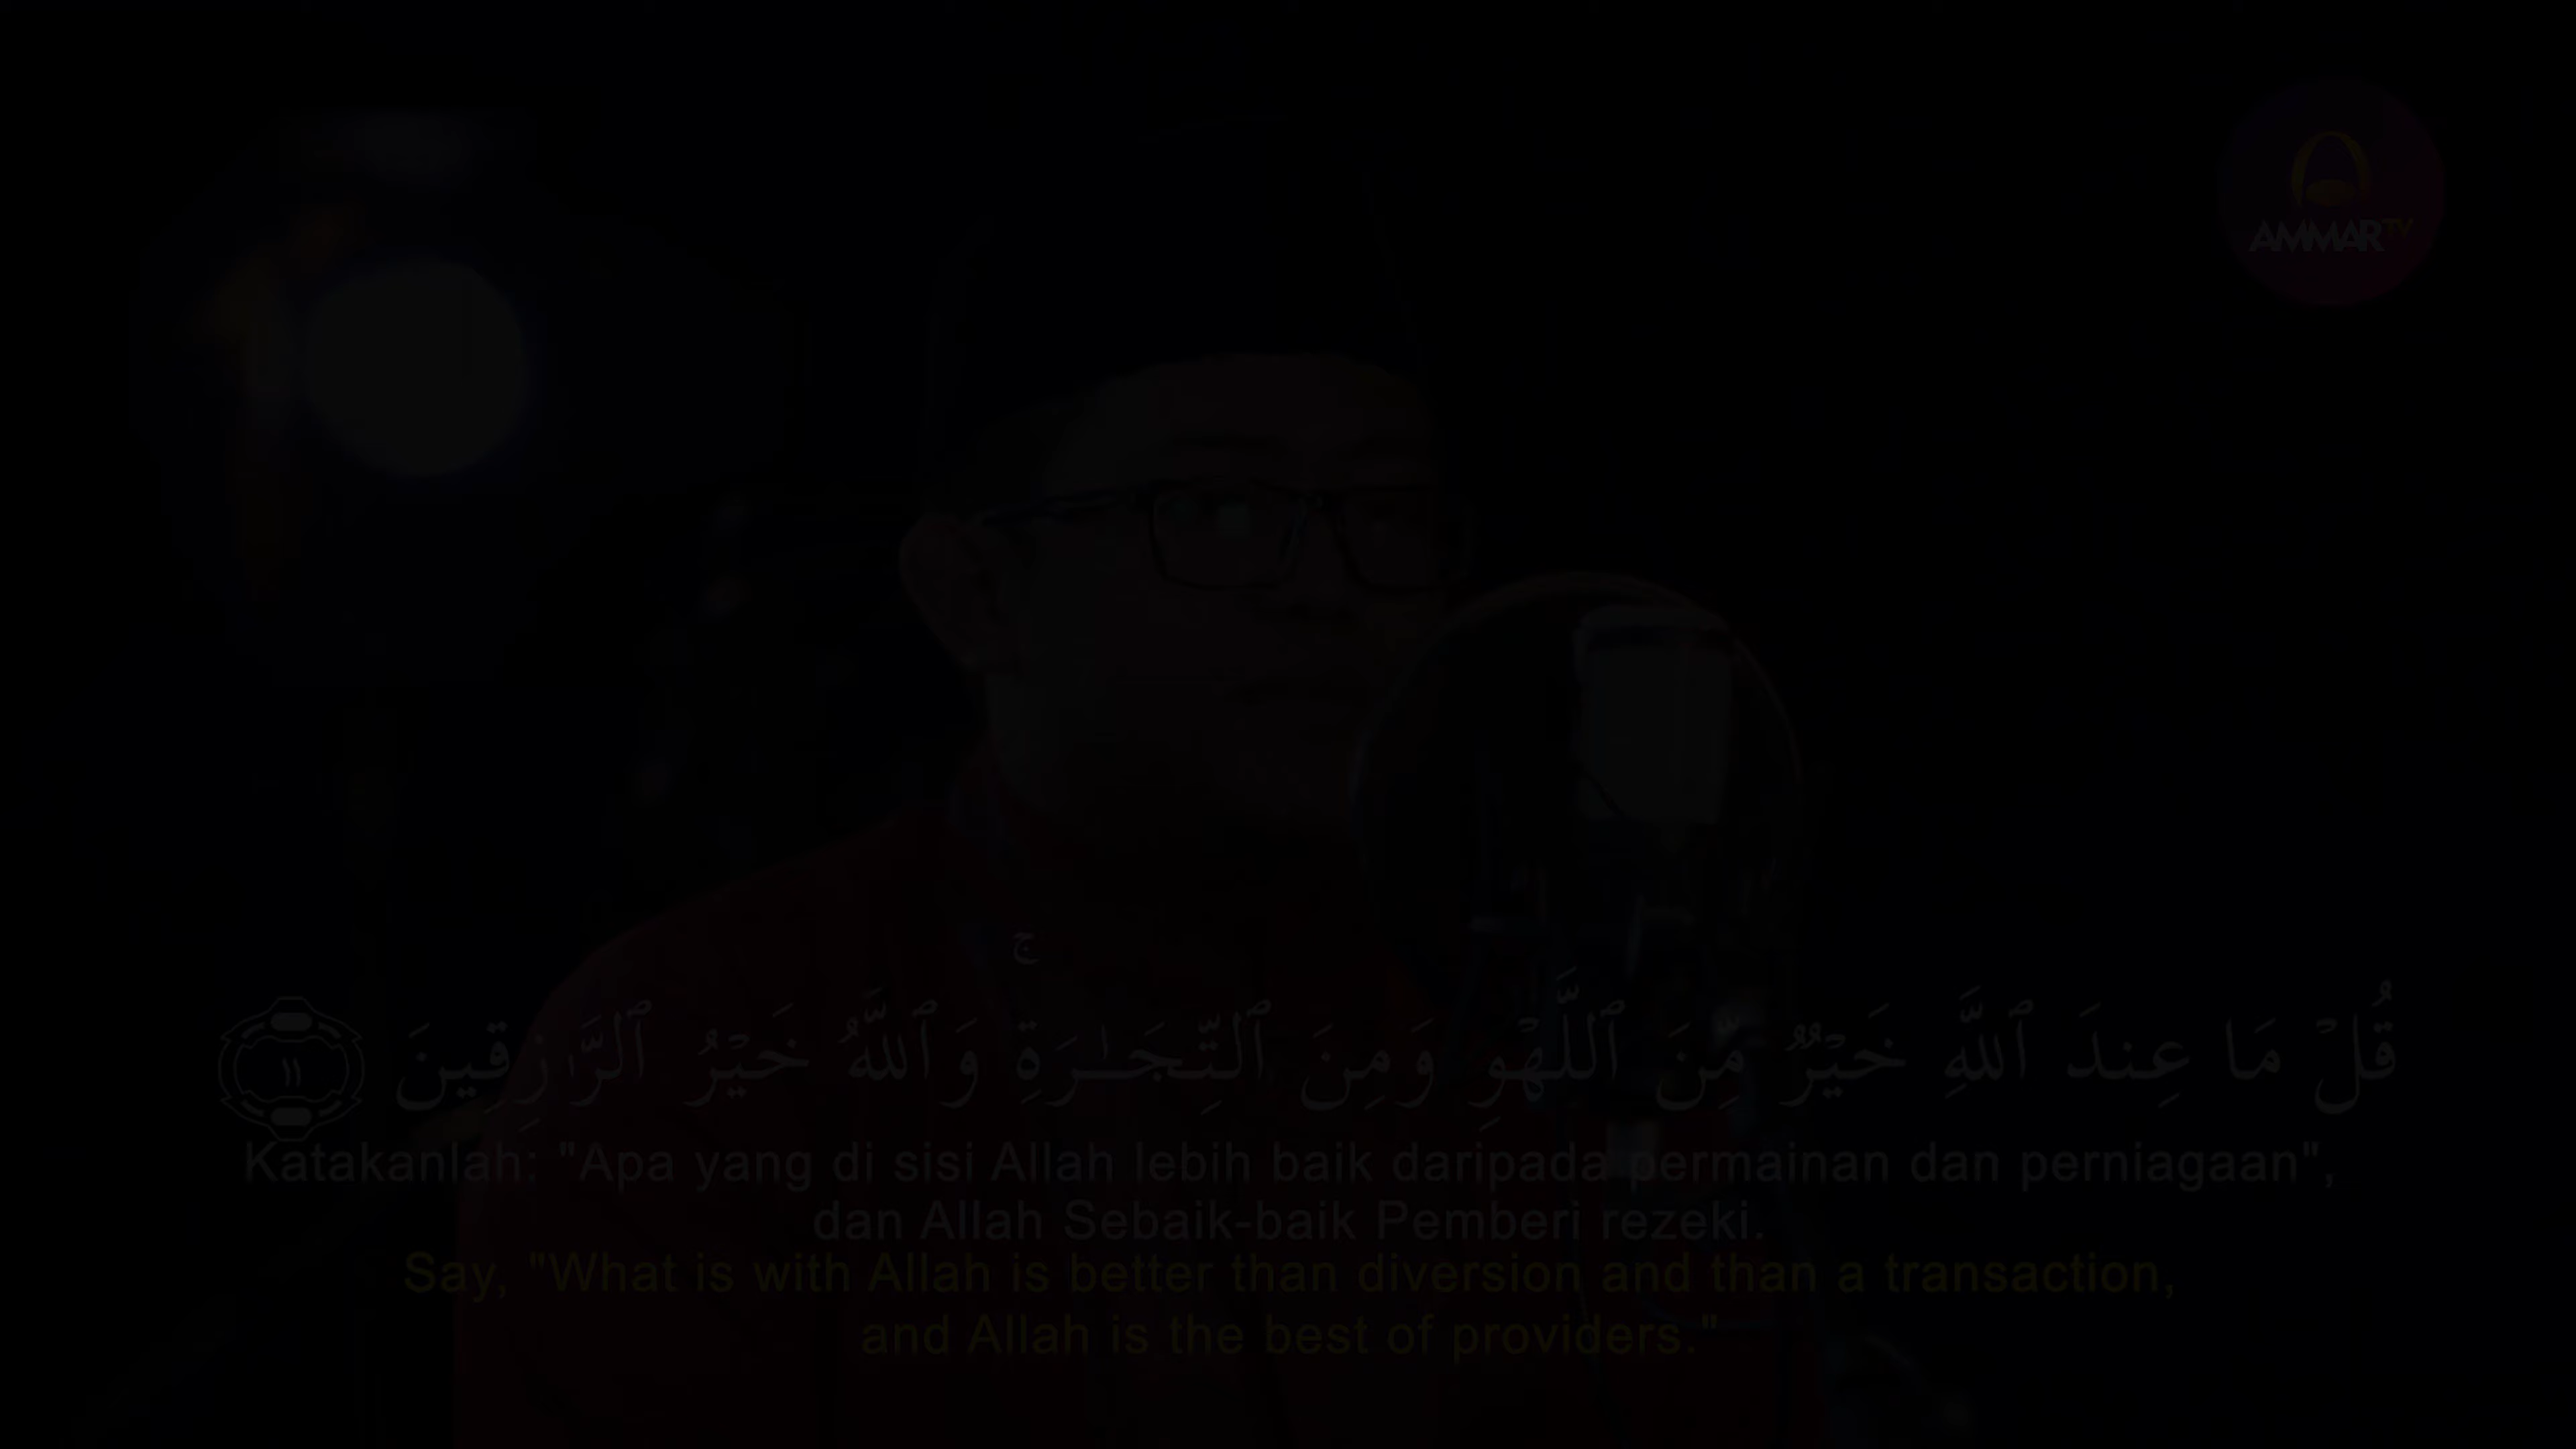 AMMAR TV
ج
قُلْ مَا عِندَ ٱللَّهِ خَيْرٌ مِّنَ ٱللَّهْوِ وَمِنَ ٱلتِّجَـٰرَةِ وَٱللَّهُ خَيْرُ ٱلرَّٰزِقِينَ ١١
Katakanlah: "Apa yang di sisi Allah lebih baik daripada permainan dan perniagaan",
dan Allah Sebaik-baik Pemberi rezeki.
Say, "What is with Allah is better than diversion and than a transaction,
and Allah is the best of providers."